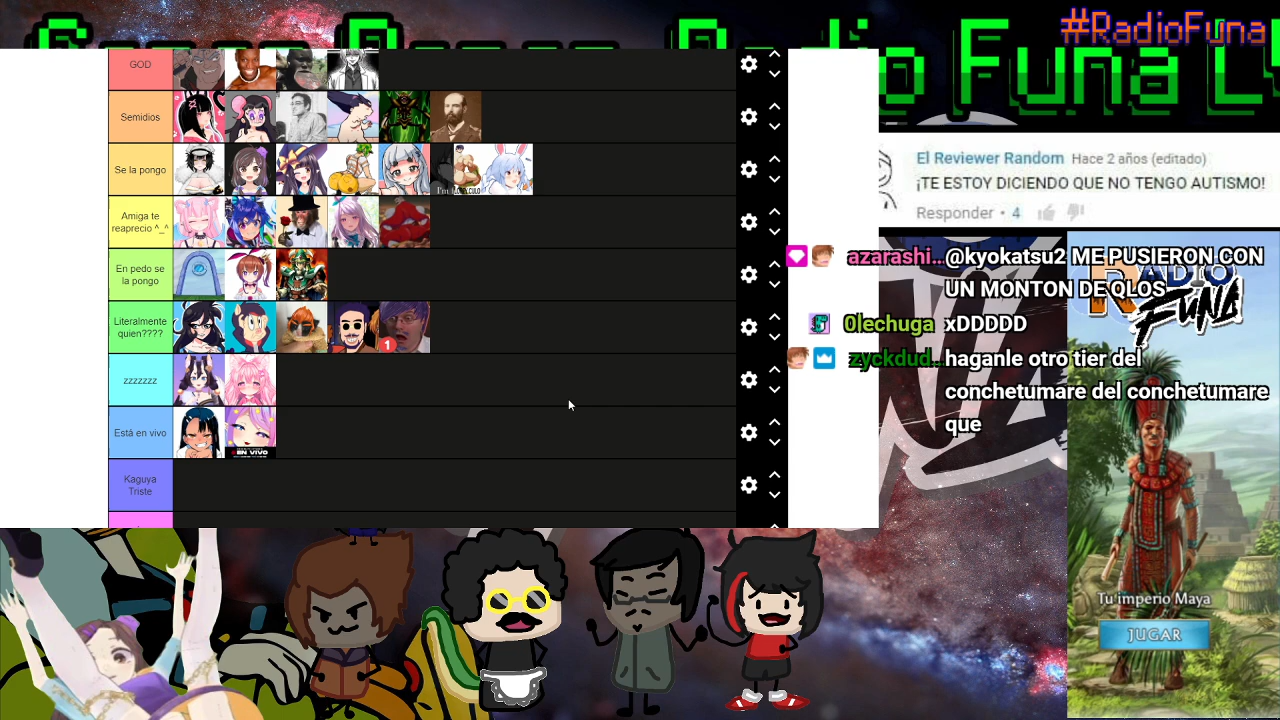 #RadioFuna
Radio Funa L
GOD
Semidios
Se la pongo
Amiga te
reaprecio ^_^
En pedo se
la pongo
Literalmente
quien????
1
zzzzzzz
Está en vivo
EN VIVO
Kaguya
Triste
El Reviewer Random Hace 2 años (editado)
¡TE ESTOY DICIENDO QUE NO TENGO AUTISMO!
Responder • 4
azarashi... @kyokatsu2 ME PUSIERON CON
UN MONTON DE QLOS
0lechuga xDDDDD
zyckdud... haganle otro tier del
conchetumare del conchetumare
que
RADIO
FUNA
Tu imperio Maya
JUGAR